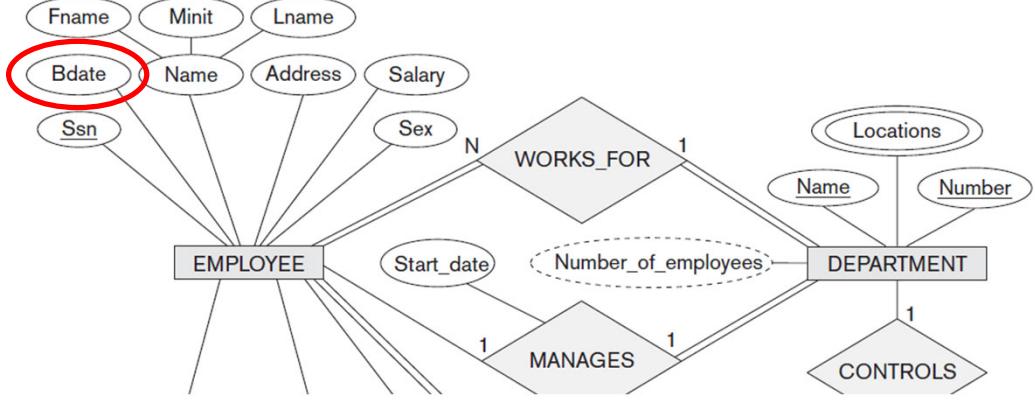 Fname Minit Lname
Bdate Name Address Salary
Ssn Sex
N WORKS_FOR 1
Locations
Name Number
EMPLOYEE Start_date Number_of_employees DEPARTMENT
1 MANAGES 1
1
CONTROLS